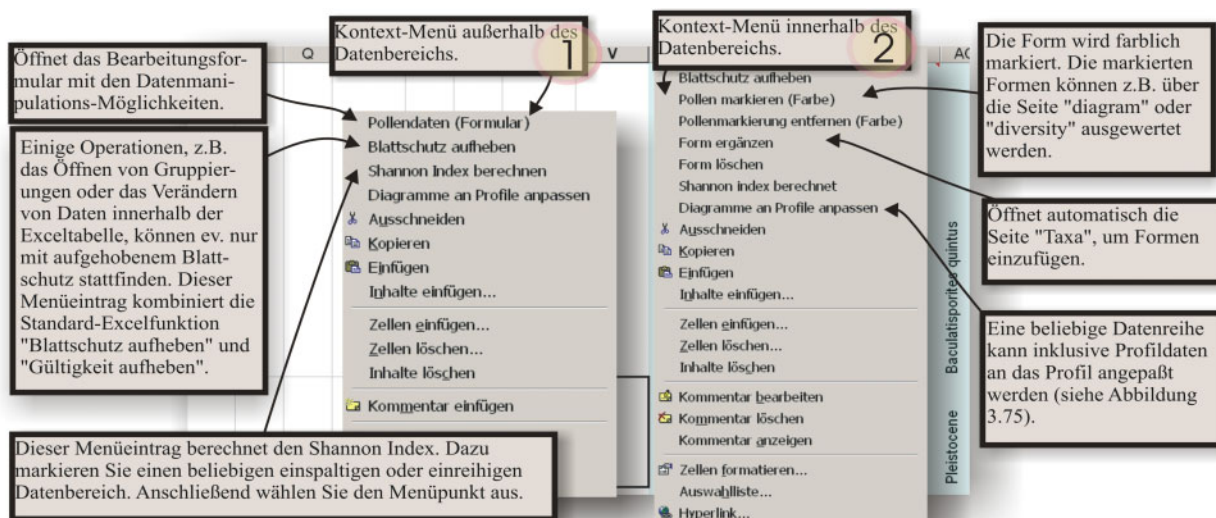 Kontext-Menü außerhalb des
Datenbereichs.
1
Kontext-Menü innerhalb des
Datenbereichs.
2
Q
V
AC
Öffnet das Bearbeitungsfor-
mular mit den Datenmani-
pulations-Möglichkeiten.
Einige Operationen, z.B.
das Öffnen von Gruppier-
ungen oder das Verändern
von Daten innerhalb der
Exceltabelle, können ev. nur
mit aufgehobenem Blatt-
schutz stattfinden. Dieser
Menüeintrag kombiniert die
Standard-Excelfunktion
"Blattschutz aufheben" und
"Gültigkeit aufheben".
Dieser Menüeintrag berechnet den Shannon Index. Dazu
markieren Sie einen beliebigen einspaltigen oder einreihigen
Datenbereich. Anschließend wählen Sie den Menüpunkt aus.
Pollendaten (Formular)
Blattschutz aufheben
Shannon Index berechnen
Diagramme an Profile anpassen
Ausschneiden
Kopieren
Einfügen
Inhalte einfügen...
Zellen einfügen...
Zellen löschen...
Inhalte löschen
Kommentar einfügen
Blattschutz aufheben
Pollen markieren (Farbe)
Pollenmarkierung entfernen (Farbe)
Form ergänzen
Form löschen
Shannon index berechnet
Diagramme an Profile anpassen
Ausschneiden
Kopieren
Einfügen
Inhalte einfügen...
Zellen einfügen...
Zellen löschen...
Inhalte löschen
Kommentar bearbeiten
Kommentar löschen
Kommentar anzeigen
Zellen formatieren...
Auswahlliste...
Hyperlink...
Baculatisporites quintus
Pleistocene
Die Form wird farblich
markiert. Die markierten
Formen können z.B. über
die Seite "diagram" oder
"diversity" ausgewertet
werden.
Öffnet automatisch die
Seite "Taxa", um Formen
einzufügen.
Eine beliebige Datenreihe
kann inklusive Profildaten
an das Profil angepaßt
werden (siehe Abbildung
3.75).